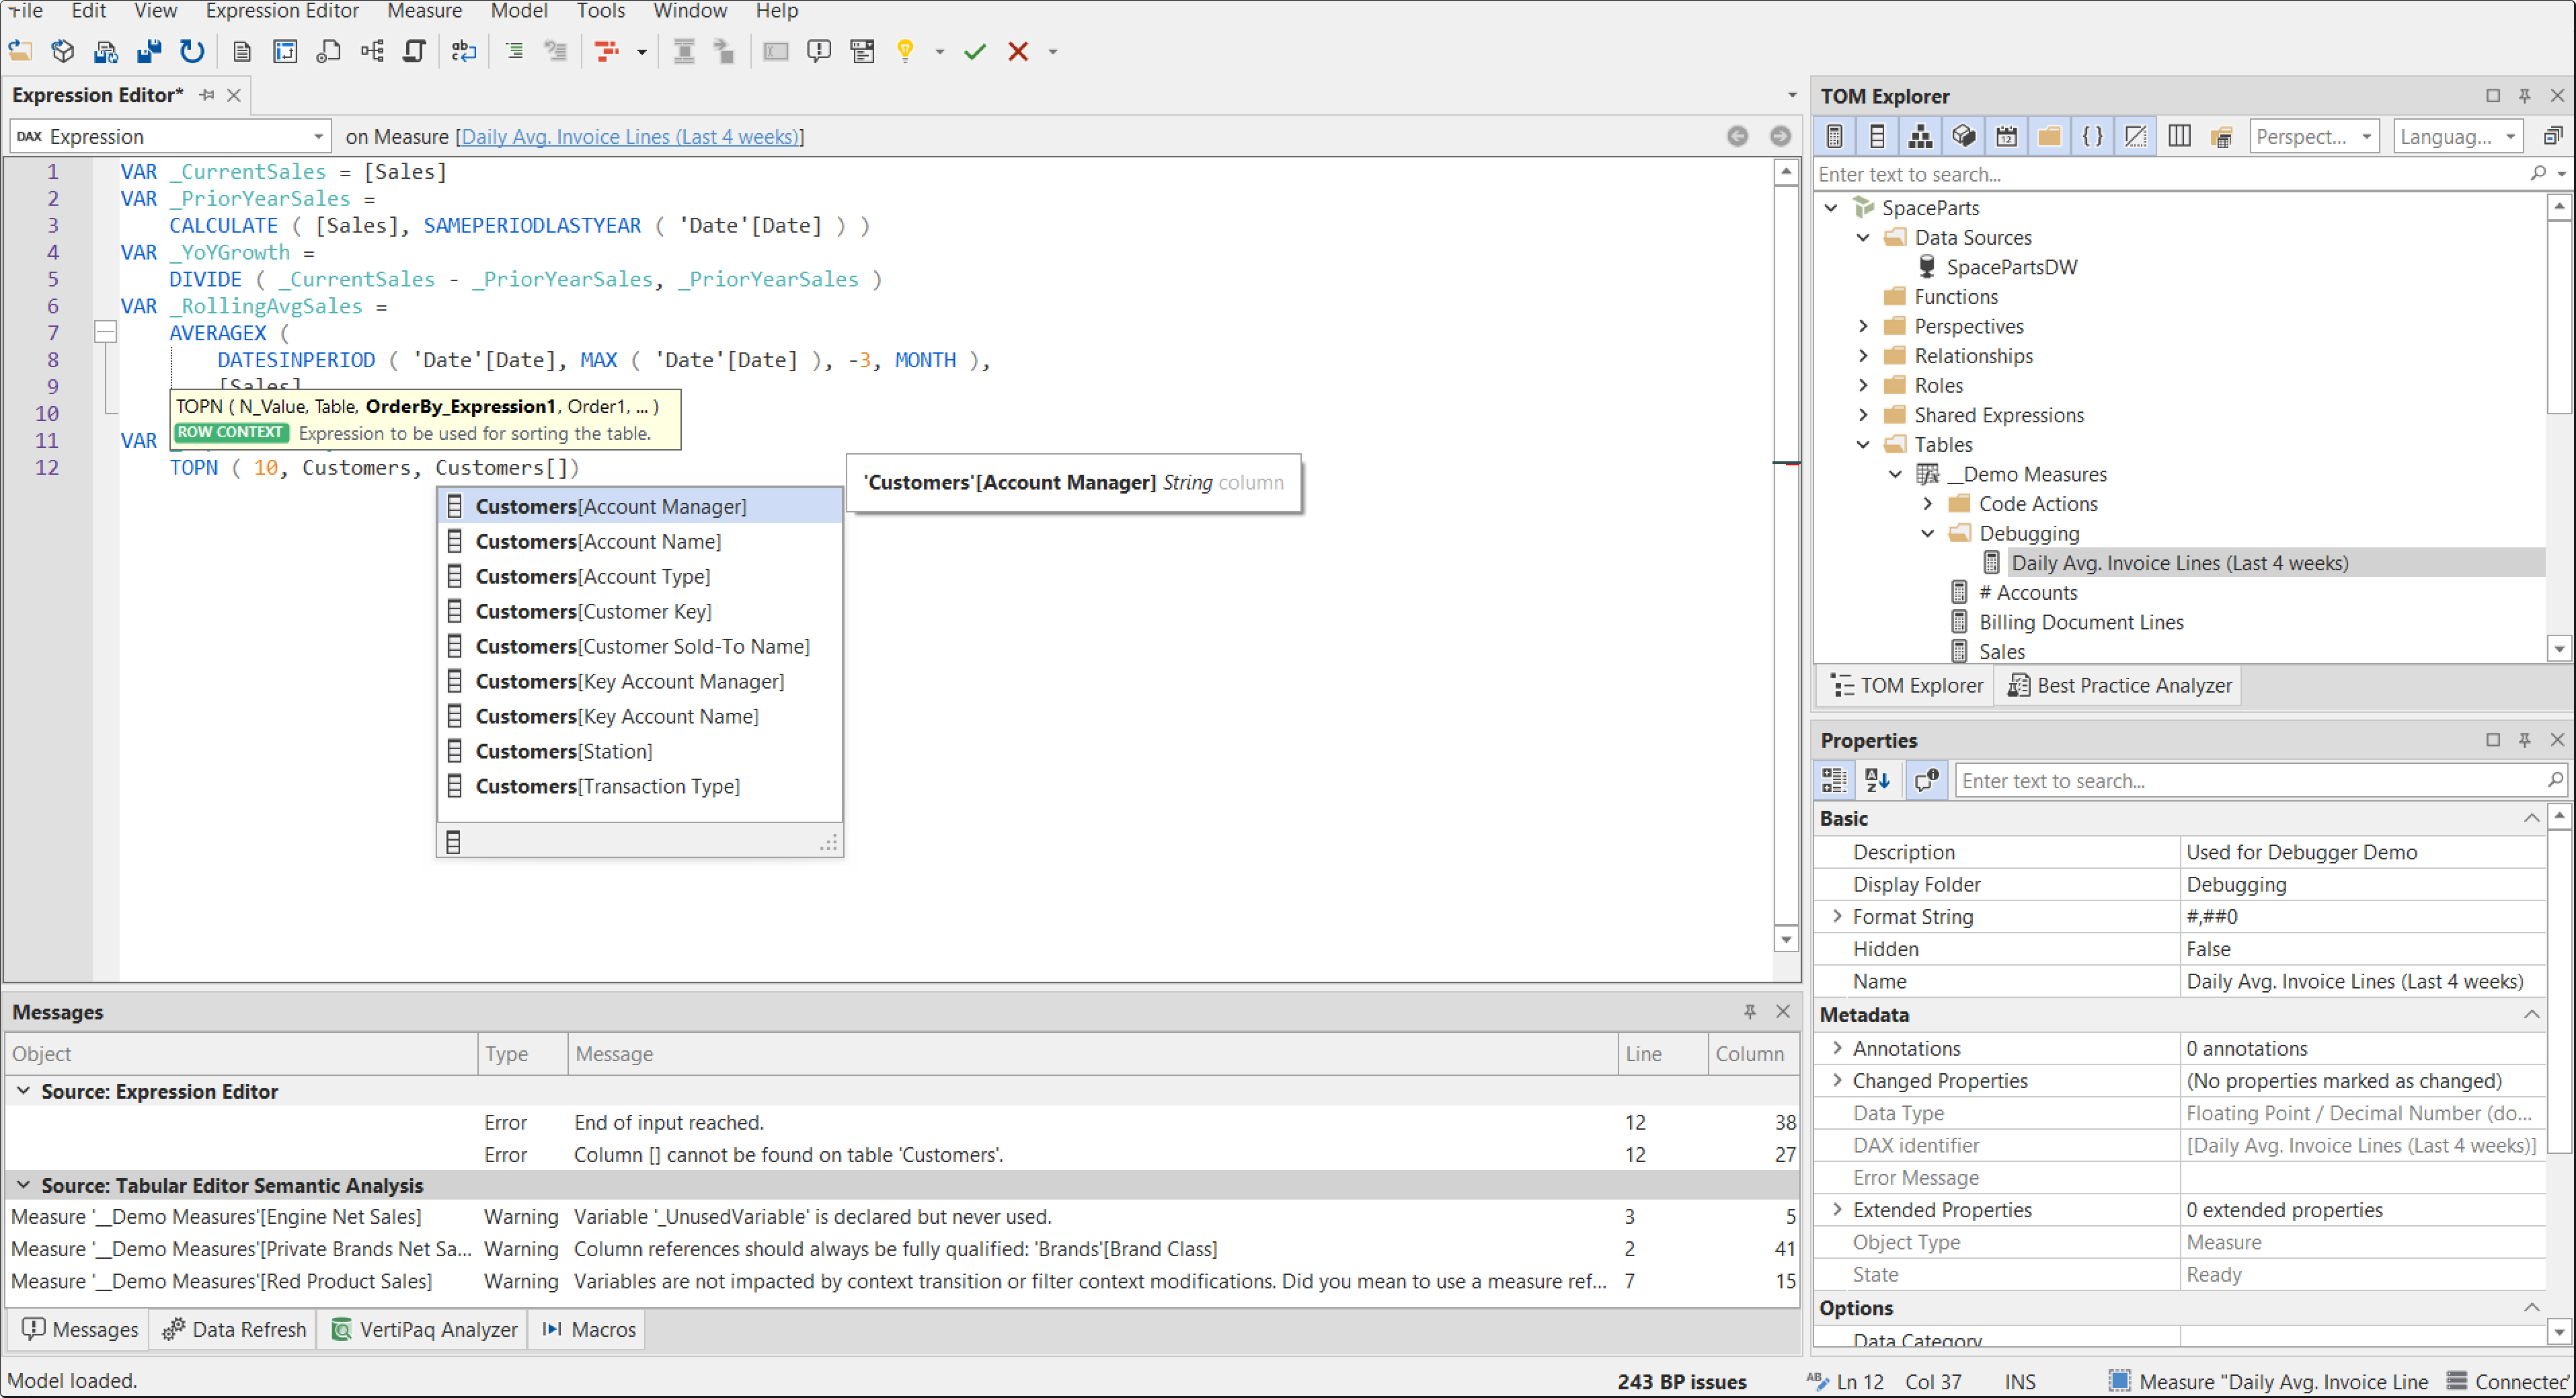 File Edit View Expression Editor Measure Model Tools Window Help
Expression Editor*
DAX Expression on Measure [Daily Avg. Invoice Lines (Last 4 weeks)]
1 VAR _CurrentSales = [Sales]
2 VAR _PriorYearSales =
3 CALCULATE ( [Sales], SAMEPERIODLASTYEAR ( 'Date'[Date] ) )
4 VAR _YoYGrowth =
5 DIVIDE ( _CurrentSales - _PriorYearSales, _PriorYearSales )
6 VAR _RollingAvgSales =
7 AVERAGEX (
8 DATESINPERIOD ( 'Date'[Date], MAX ( 'Date'[Date] ), -3, MONTH ),
9 [Sales]
10
TOPN ( N_Value, Table, OrderBy_Expression1, Order1, ... )
ROW CONTEXT Expression to be used for sorting the table.
11 VAR
12 TOPN ( 10, Customers, Customers[])
'Customers'[Account Manager] String column
Customers[Account Manager]
Customers[Account Name]
Customers[Account Type]
Customers[Customer Key]
Customers[Customer Sold-To Name]
Customers[Key Account Manager]
Customers[Key Account Name]
Customers[Station]
Customers[Transaction Type]
Messages
Object Type Message Line Column
Source: Expression Editor
Error End of input reached. 12 38
Error Column [] cannot be found on table 'Customers'. 12 27
Source: Tabular Editor Semantic Analysis
Measure '__Demo Measures'[Engine Net Sales] Warning Variable '_UnusedVariable' is declared but never used. 3 5
Measure '__Demo Measures'[Private Brands Net Sa... Warning Column references should always be fully qualified: 'Brands'[Brand Class] 2 41
Measure '__Demo Measures'[Red Product Sales] Warning Variables are not impacted by context transition or filter context modifications. Did you mean to use a measure ref... 7 15
Messages Data Refresh VertiPaq Analyzer Macros
TOM Explorer
Perspect... Languag...
Enter text to search...
SpaceParts
Data Sources
SpacePartsDW
Functions
Perspectives
Relationships
Roles
Shared Expressions
Tables
__Demo Measures
Code Actions
Debugging
Daily Avg. Invoice Lines (Last 4 weeks)
# Accounts
Billing Document Lines
Sales
TOM Explorer Best Practice Analyzer
Properties
Enter text to search...
Basic
Description Used for Debugger Demo
Display Folder Debugging
Format String #,##0
Hidden False
Name Daily Avg. Invoice Lines (Last 4 weeks)
Metadata
Annotations 0 annotations
Changed Properties (No properties marked as changed)
Data Type Floating Point / Decimal Number (do...
DAX identifier [Daily Avg. Invoice Lines (Last 4 weeks)]
Error Message
Extended Properties 0 extended properties
Object Type Measure
State Ready
Options
Data Category
Model loaded. 243 BP issues Ln 12 Col 37 INS Measure "Daily Avg. Invoice Line Connected